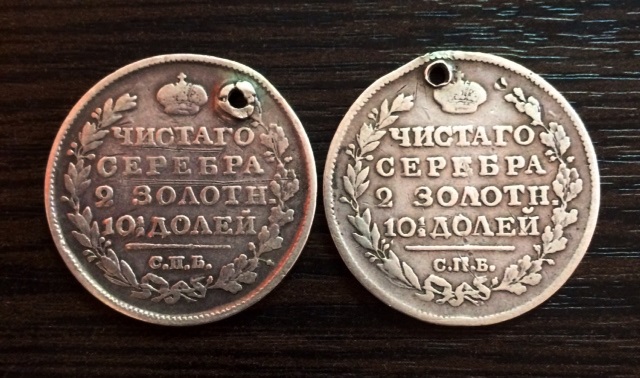 ЧИСТАГО
СЕРЕБРА
2 ЗОЛОТН.
10½ ДОЛЕЙ
С.П.Б.
ЧИСТАГО
СЕРЕБРА
2 ЗОЛОТН.
10½ ДОЛЕЙ
С.П.Б.